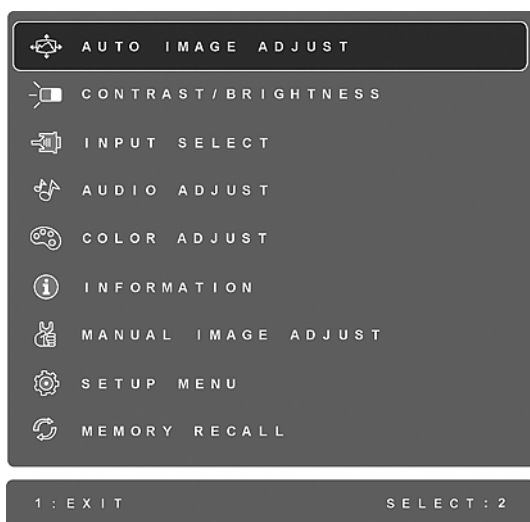 AUTO IMAGE ADJUST
CONTRAST/BRIGHTNESS
INPUT SELECT
AUDIO ADJUST
COLOR ADJUST
INFORMATION
MANUAL IMAGE ADJUST
SETUP MENU
MEMORY RECALL
1:EXIT SELECT:2